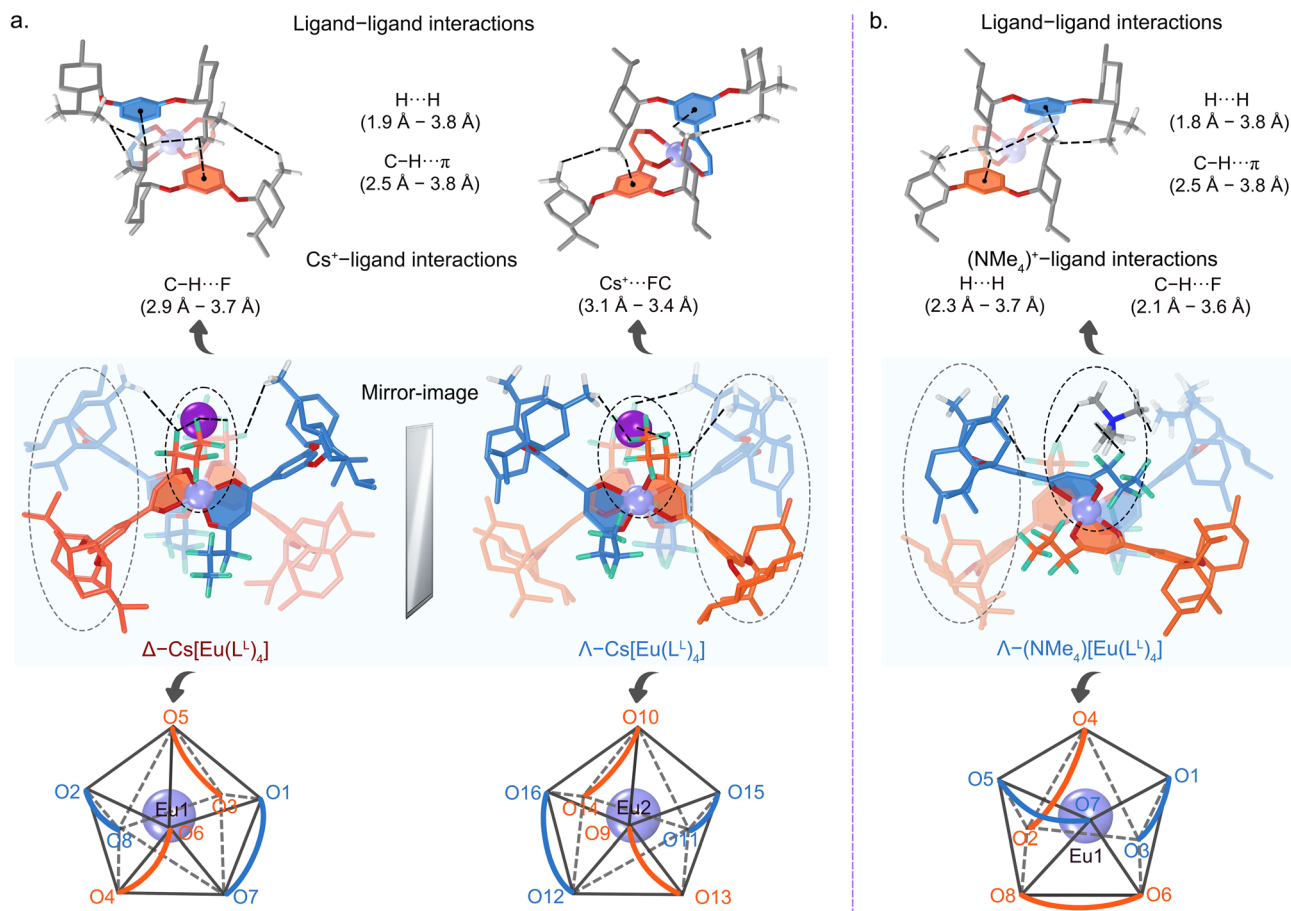 a.
Ligand−ligand interactions
H···H
(1.9 Å − 3.8 Å)
C−H···π
(2.5 Å − 3.8 Å)
Cs⁺−ligand interactions
C−H···F
(2.9 Å − 3.7 Å)
Cs⁺···FC
(3.1 Å − 3.4 Å)
Mirror-image
Δ−Cs[Eu(Lᴸ)₄]
Λ−Cs[Eu(Lᴸ)₄]
O5
O2
Eu1
O3
O1
O8
O6
O4
O7
O10
O16
O14
Eu2
O15
O9
O11
O12
O13
b.
Ligand−ligand interactions
H···H
(1.8 Å − 3.8 Å)
C−H···π
(2.5 Å − 3.8 Å)
(NMe₄)⁺−ligand interactions
H···H
(2.3 Å − 3.7 Å)
C−H···F
(2.1 Å − 3.6 Å)
Λ−(NMe₄)[Eu(Lᴸ)₄]
O4
O5
O7
O1
O2
Eu1
O3
O8
O6